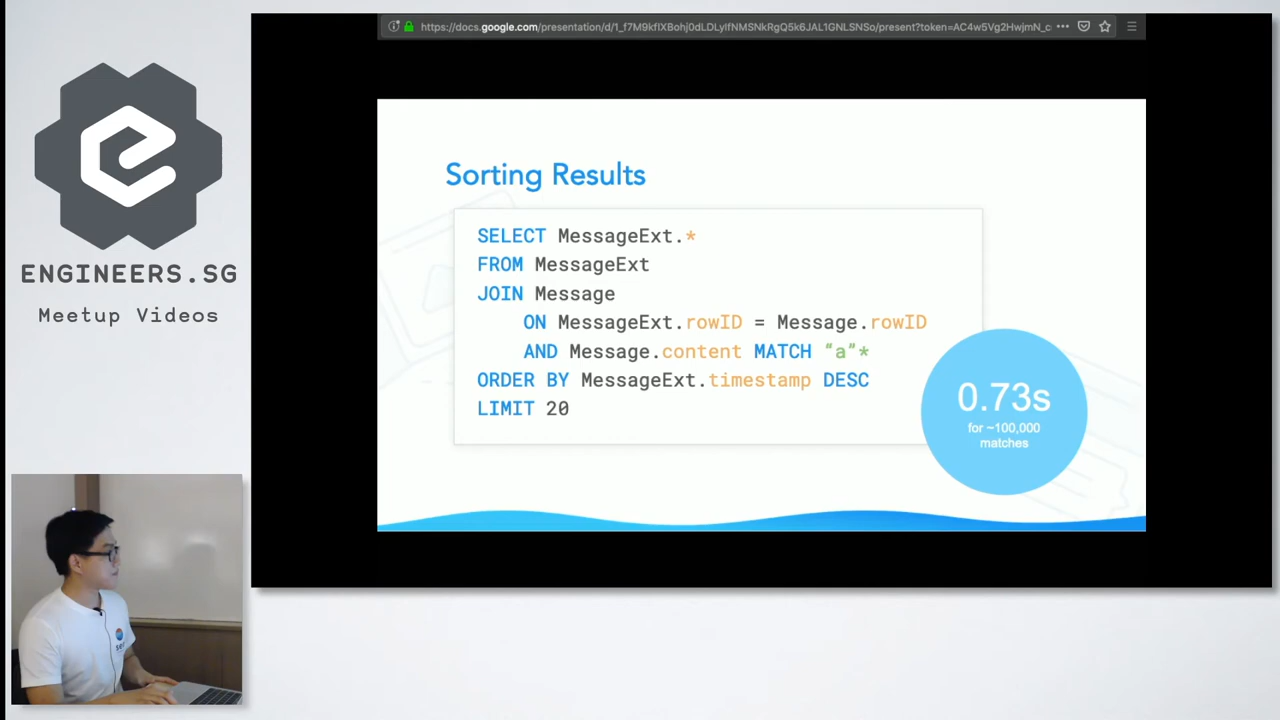 https://docs.google.com/presentation/d/1_f7M9kfIXBohj0dLDLyIfNMSNkRgQ5k6JAL1GNLSNSo/present?token=AC4w5Vg2HwjmN_c
ENGINEERS.SG
Meetup Videos
Sorting Results
SELECT MessageExt.*
FROM MessageExt
JOIN Message
ON MessageExt.rowID = Message.rowID
AND Message.content MATCH “a”*
ORDER BY MessageExt.timestamp DESC
LIMIT 20
0.73s
for ~100,000
matches